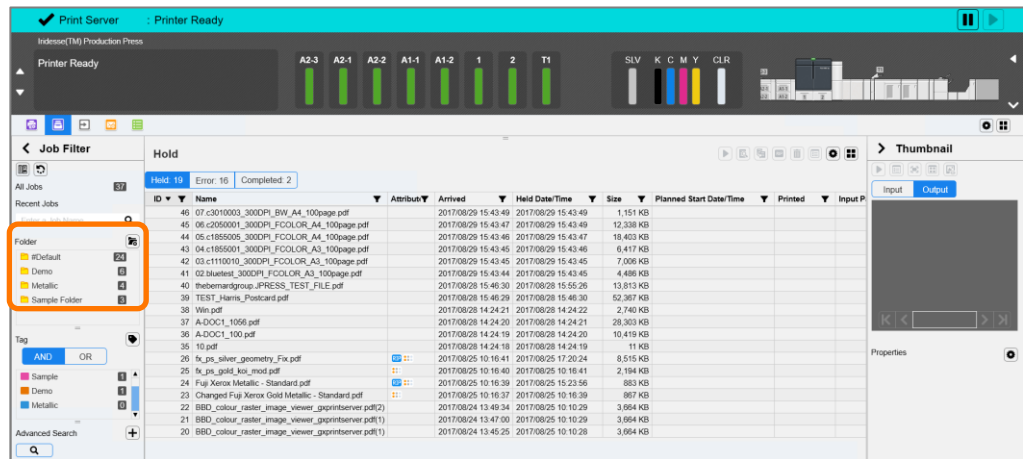 Print Server : Printer Ready
Iridesse(TM) Production Press
Printer Ready
A2-3 A2-1 A2-2 A1-1 A1-2 1 2 T1
SLV K C M Y CLR
Job Filter
All Jobs 37
Recent Jobs
Enter a Job Name
Folder
#Default 24
Demo 6
Metallic 4
Sample Folder 3
Tag
AND OR
Sample 1
Demo 1
Metallic 0
Advanced Search
Hold
Held: 19 Error: 16 Completed: 2
ID Name Attribut Arrived Held Date/Time Size Planned Start Date/Time Printed Input P
46 07.c3010003_300DPI_BW_A4_100page.pdf 2017/08/29 15:43:49 2017/08/29 15:43:49 1,151 KB
45 06.c2050001_300DPI_FCOLOR_A4_100page.pdf 2017/08/29 15:43:47 2017/08/29 15:43:49 12,338 KB
44 05.c1855005_300DPI_FCOLOR_A4_100page.pdf 2017/08/29 15:43:46 2017/08/29 15:43:47 18,403 KB
43 04.c1855001_300DPI_FCOLOR_A3_100page.pdf 2017/08/29 15:43:45 2017/08/29 15:43:46 6,417 KB
42 03.c1110010_300DPI_FCOLOR_A3_100page.pdf 2017/08/29 15:43:45 2017/08/29 15:43:45 7,006 KB
41 02.bluetest_300DPI_FCOLOR_A3_100page.pdf 2017/08/29 15:43:44 2017/08/29 15:43:45 4,486 KB
40 thebernardgroup.JPRESS_TEST_FILE.pdf 2017/08/28 15:46:30 2017/08/28 15:55:26 13,813 KB
39 TEST_Harris_Postcard.pdf 2017/08/28 15:46:29 2017/08/28 15:46:30 52,367 KB
38 Win.pdf 2017/08/28 14:24:21 2017/08/28 14:24:22 2,740 KB
37 A-DOC1_1056.pdf 2017/08/28 14:24:20 2017/08/28 14:24:21 28,303 KB
36 A-DOC1_100.pdf 2017/08/28 14:24:19 2017/08/28 14:24:20 10,419 KB
35 10.pdf 2017/08/28 14:24:18 2017/08/28 14:24:19 11 KB
26 fx_ps_silver_geometry_Fix.pdf 2017/08/25 10:16:41 2017/08/25 17:20:24 8,515 KB
25 fx_ps_gold_koi_mod.pdf 2017/08/25 10:16:40 2017/08/25 10:16:41 2,194 KB
24 Fuji Xerox Metallic - Standard.pdf 2017/08/25 10:16:39 2017/08/25 15:23:56 883 KB
23 Changed Fuji Xerox Gold Metallic - Standard.pdf 2017/08/25 10:16:37 2017/08/25 10:16:39 867 KB
22 BBD_colour_raster_image_viewer_gxprintserver.pdf(2) 2017/08/24 13:49:34 2017/08/25 10:10:29 3,664 KB
21 BBD_colour_raster_image_viewer_gxprintserver.pdf(1) 2017/08/24 13:47:00 2017/08/25 10:10:29 3,664 KB
20 BBD_colour_raster_image_viewer_gxprintserver.pdf(1) 2017/08/24 13:45:25 2017/08/25 10:10:28 3,664 KB
Thumbnail
Input Output
Properties